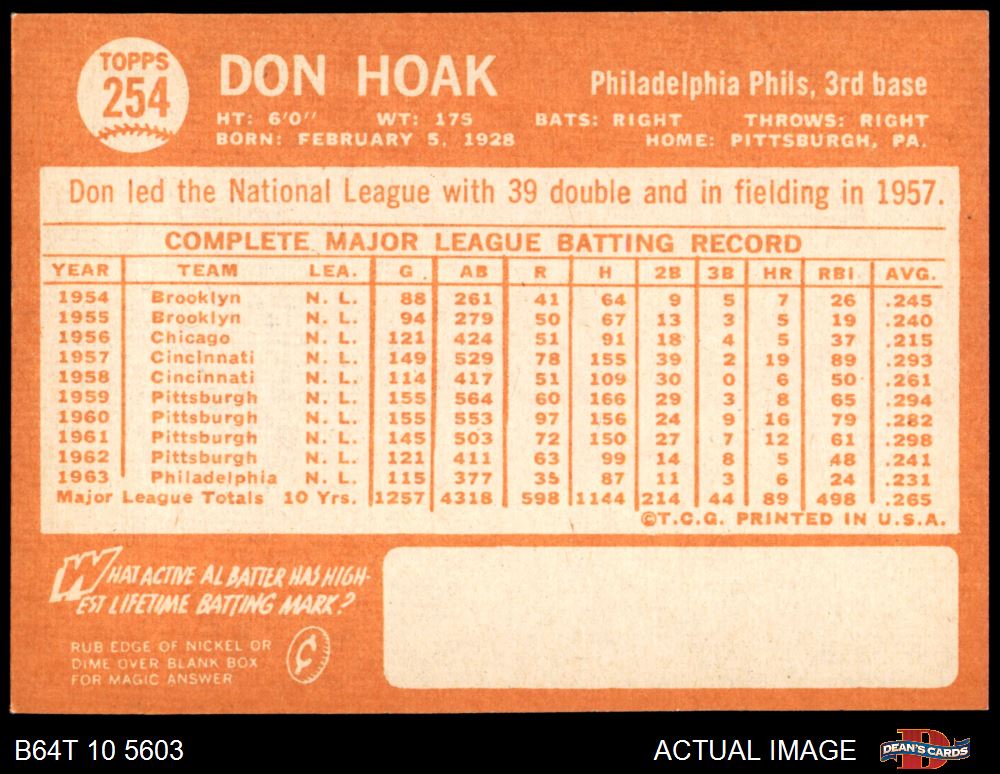 TOPPS
254
DON HOAK
Philadelphia Phils, 3rd base
HT: 6'0" WT: 175 BATS: RIGHT THROWS: RIGHT
BORN: FEBRUARY 5, 1928 HOME: PITTSBURGH, PA.
Don led the National League with 39 double and in fielding in 1957.
COMPLETE MAJOR LEAGUE BATTING RECORD
YEAR TEAM LEA. G. AB R H 2B 3B HR RBI AVG.
1954 Brooklyn N. L. 88 261 41 64 9 5 7 26 .245
1955 Brooklyn N. L. 94 279 50 67 13 3 5 19 .240
1956 Chicago N. L. 121 424 51 91 18 4 5 37 .215
1957 Cincinnati N. L. 149 529 78 155 39 2 19 89 .293
1958 Cincinnati N. L. 114 417 51 109 30 0 6 50 .261
1959 Pittsburgh N. L. 155 564 60 166 29 3 8 65 .294
1960 Pittsburgh N. L. 155 553 97 156 24 9 16 79 .282
1961 Pittsburgh N. L. 145 503 72 150 27 7 12 61 .298
1962 Pittsburgh N. L. 121 411 63 99 14 8 5 48 .241
1963 Philadelphia N. L. 115 377 35 87 11 3 6 24 .231
Major League Totals 10 Yrs. 1257 4318 598 1144 214 44 89 498 .265
©T.C.G. PRINTED IN U.S.A.
WHAT ACTIVE AL BATTER HAS HIGH-
EST LIFETIME BATTING MARK?
RUB EDGE OF NICKEL OR
DIME OVER BLANK BOX
FOR MAGIC ANSWER
¢
B64T 10 5603
ACTUAL IMAGE
DEAN'S CARDS